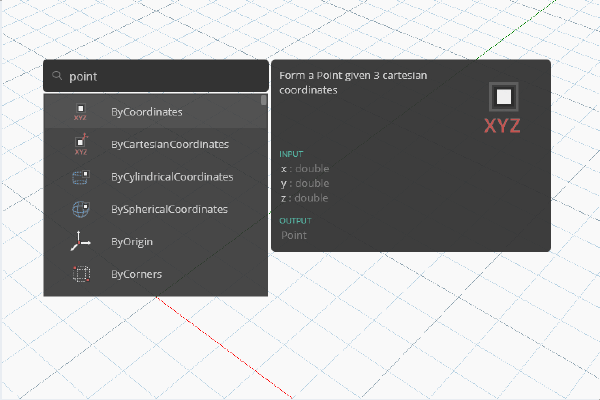 point
ByCoordinates
ByCartesianCoordinates
ByCylindricalCoordinates
BySphericalCoordinates
ByOrigin
ByCorners
XYZ
XYZ
Form a Point given 3 cartesian
coordinates
XYZ
INPUT
x : double
y : double
z : double
OUTPUT
Point